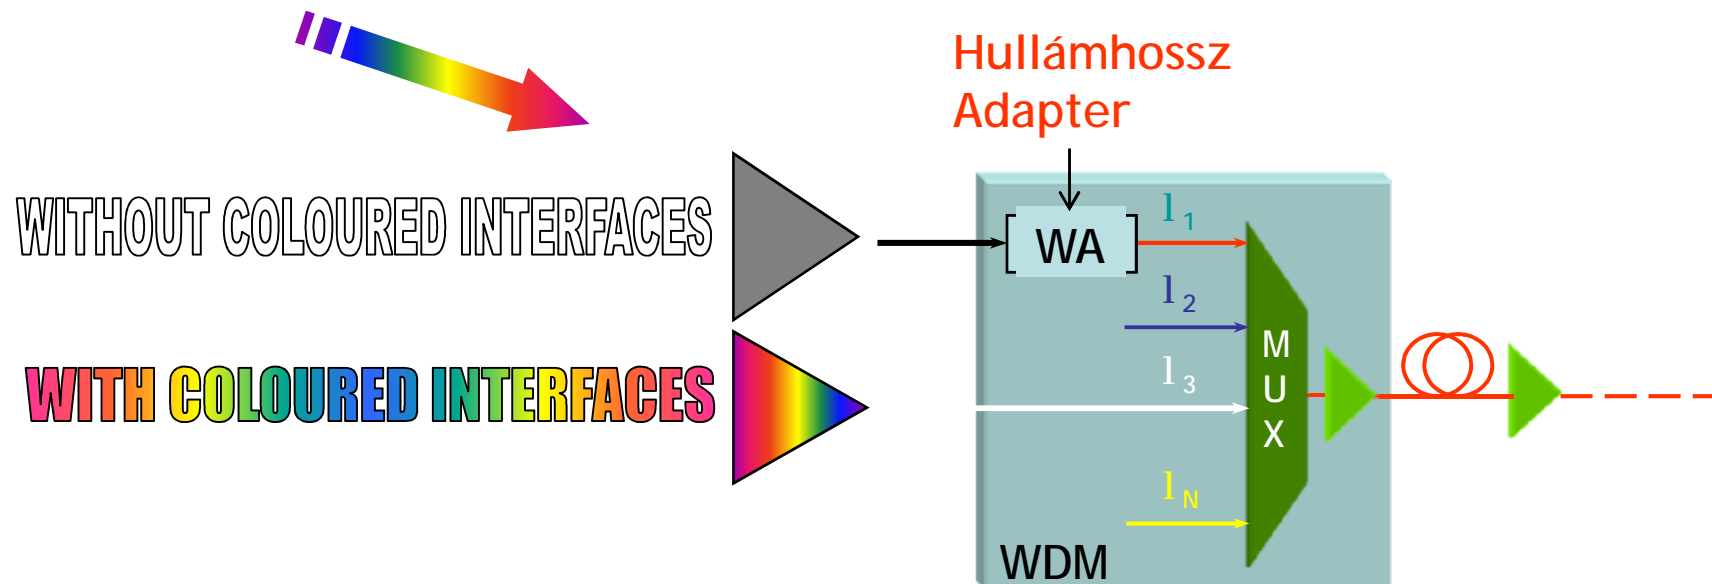 Hullámhossz
Adapter
WITHOUT COLOURED INTERFACES
WA
l 1
l 2
WITH COLOURED INTERFACES
l 3
M
U
X
l N
WDM